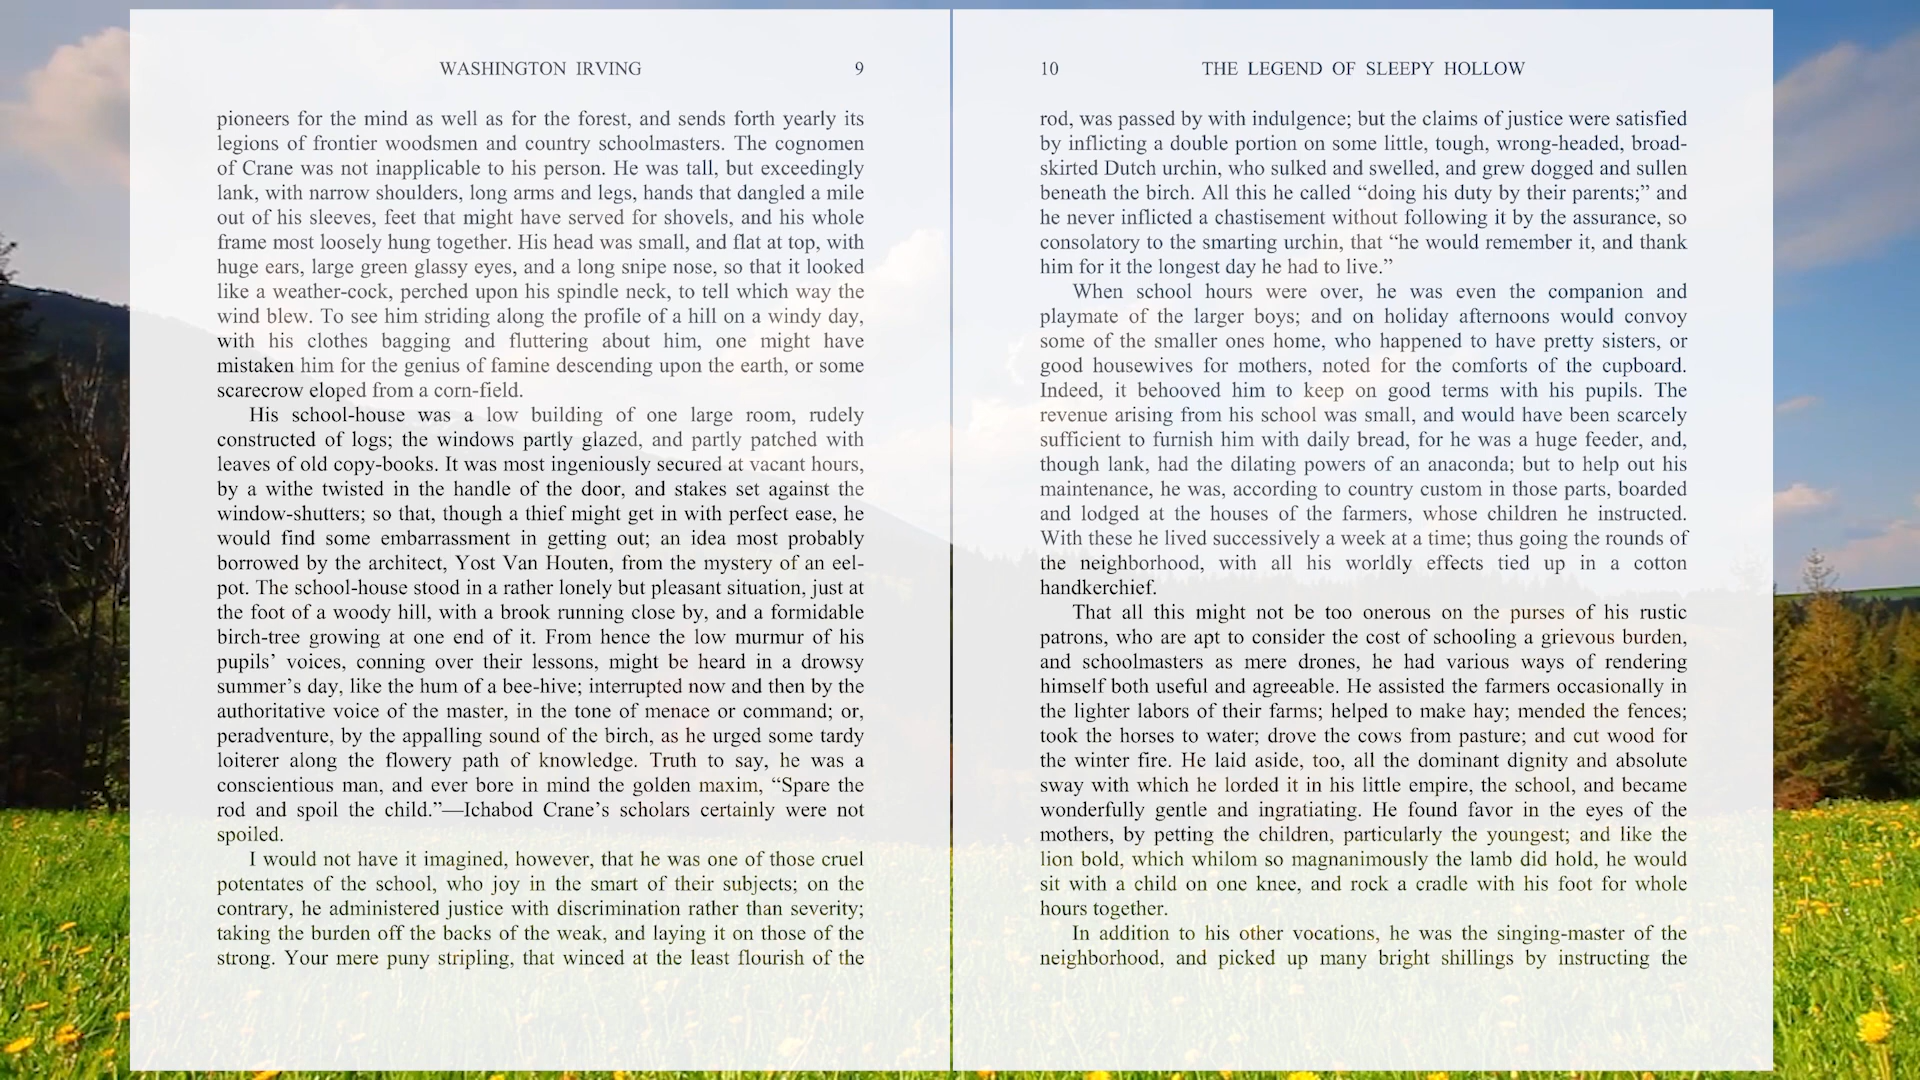 WASHINGTON IRVING 9
pioneers for the mind as well as for the forest, and sends forth yearly its
legions of frontier woodsmen and country schoolmasters. The cognomen
of Crane was not inapplicable to his person. He was tall, but exceedingly
lank, with narrow shoulders, long arms and legs, hands that dangled a mile
out of his sleeves, feet that might have served for shovels, and his whole
frame most loosely hung together. His head was small, and flat at top, with
huge ears, large green glassy eyes, and a long snipe nose, so that it looked
like a weather-cock, perched upon his spindle neck, to tell which way the
wind blew. To see him striding along the profile of a hill on a windy day,
with his clothes bagging and fluttering about him, one might have
mistaken him for the genius of famine descending upon the earth, or some
scarecrow eloped from a corn-field.
His school-house was a low building of one large room, rudely
constructed of logs; the windows partly glazed, and partly patched with
leaves of old copy-books. It was most ingeniously secured at vacant hours,
by a withe twisted in the handle of the door, and stakes set against the
window-shutters; so that, though a thief might get in with perfect ease, he
would find some embarrassment in getting out; an idea most probably
borrowed by the architect, Yost Van Houten, from the mystery of an eel-
pot. The school-house stood in a rather lonely but pleasant situation, just at
the foot of a woody hill, with a brook running close by, and a formidable
birch-tree growing at one end of it. From hence the low murmur of his
pupils’ voices, conning over their lessons, might be heard in a drowsy
summer’s day, like the hum of a bee-hive; interrupted now and then by the
authoritative voice of the master, in the tone of menace or command; or,
peradventure, by the appalling sound of the birch, as he urged some tardy
loiterer along the flowery path of knowledge. Truth to say, he was a
conscientious man, and ever bore in mind the golden maxim, “Spare the
rod and spoil the child.”—Ichabod Crane’s scholars certainly were not
spoiled.
I would not have it imagined, however, that he was one of those cruel
potentates of the school, who joy in the smart of their subjects; on the
contrary, he administered justice with discrimination rather than severity;
taking the burden off the backs of the weak, and laying it on those of the
strong. Your mere puny stripling, that winced at the least flourish of the
10 THE LEGEND OF SLEEPY HOLLOW
rod, was passed by with indulgence; but the claims of justice were satisfied
by inflicting a double portion on some little, tough, wrong-headed, broad-
skirted Dutch urchin, who sulked and swelled, and grew dogged and sullen
beneath the birch. All this he called “doing his duty by their parents;” and
he never inflicted a chastisement without following it by the assurance, so
consolatory to the smarting urchin, that “he would remember it, and thank
him for it the longest day he had to live.”
When school hours were over, he was even the companion and
playmate of the larger boys; and on holiday afternoons would convoy
some of the smaller ones home, who happened to have pretty sisters, or
good housewives for mothers, noted for the comforts of the cupboard.
Indeed, it behooved him to keep on good terms with his pupils. The
revenue arising from his school was small, and would have been scarcely
sufficient to furnish him with daily bread, for he was a huge feeder, and,
though lank, had the dilating powers of an anaconda; but to help out his
maintenance, he was, according to country custom in those parts, boarded
and lodged at the houses of the farmers, whose children he instructed.
With these he lived successively a week at a time; thus going the rounds of
the neighborhood, with all his worldly effects tied up in a cotton
handkerchief.
That all this might not be too onerous on the purses of his rustic
patrons, who are apt to consider the cost of schooling a grievous burden,
and schoolmasters as mere drones, he had various ways of rendering
himself both useful and agreeable. He assisted the farmers occasionally in
the lighter labors of their farms; helped to make hay; mended the fences;
took the horses to water; drove the cows from pasture; and cut wood for
the winter fire. He laid aside, too, all the dominant dignity and absolute
sway with which he lorded it in his little empire, the school, and became
wonderfully gentle and ingratiating. He found favor in the eyes of the
mothers, by petting the children, particularly the youngest; and like the
lion bold, which whilom so magnanimously the lamb did hold, he would
sit with a child on one knee, and rock a cradle with his foot for whole
hours together.
In addition to his other vocations, he was the singing-master of the
neighborhood, and picked up many bright shillings by instructing the